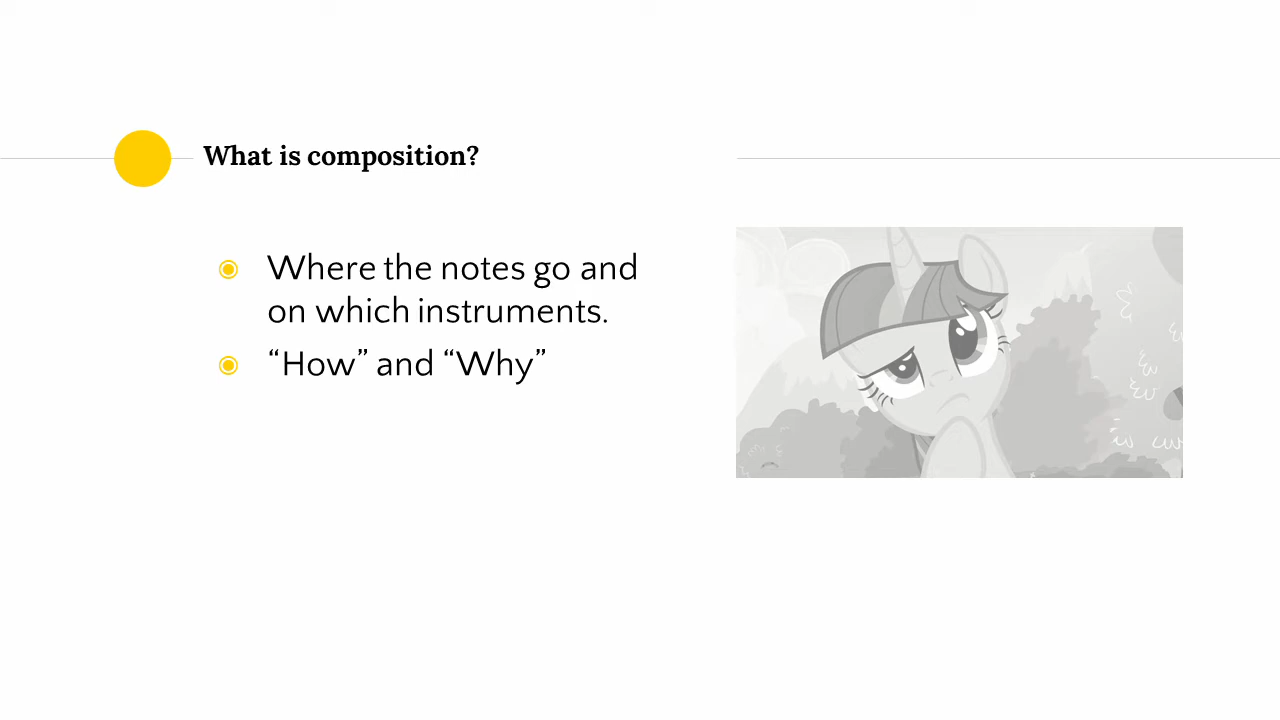 What is composition?
Where the notes go and
on which instruments.
“How” and “Why”